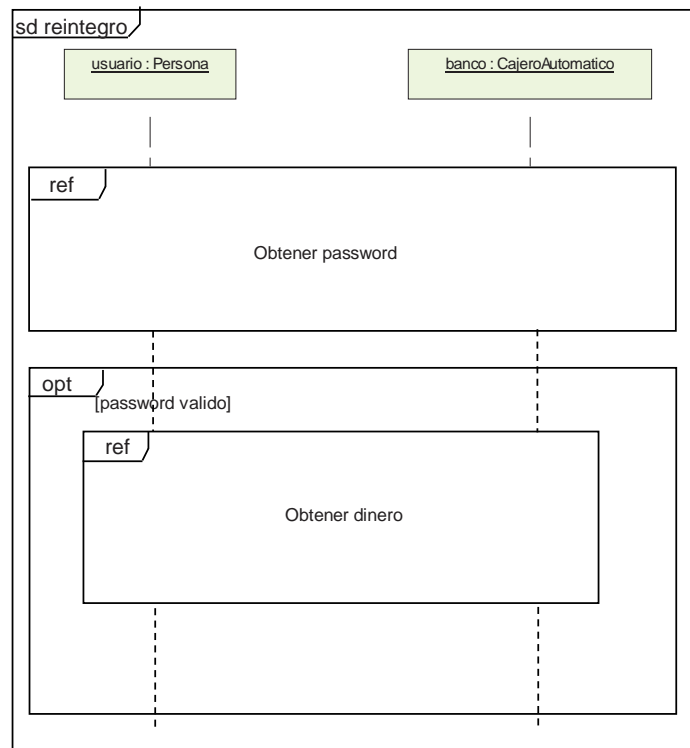 sd reintegro
usuario : Persona
banco : CajeroAutomatico
ref
Obtener password
opt
[password valido]
ref
Obtener dinero